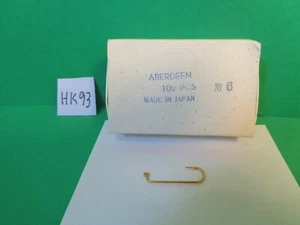 HK93
ABERDEEN
100 PCS № 6
MADE IN JAPAN